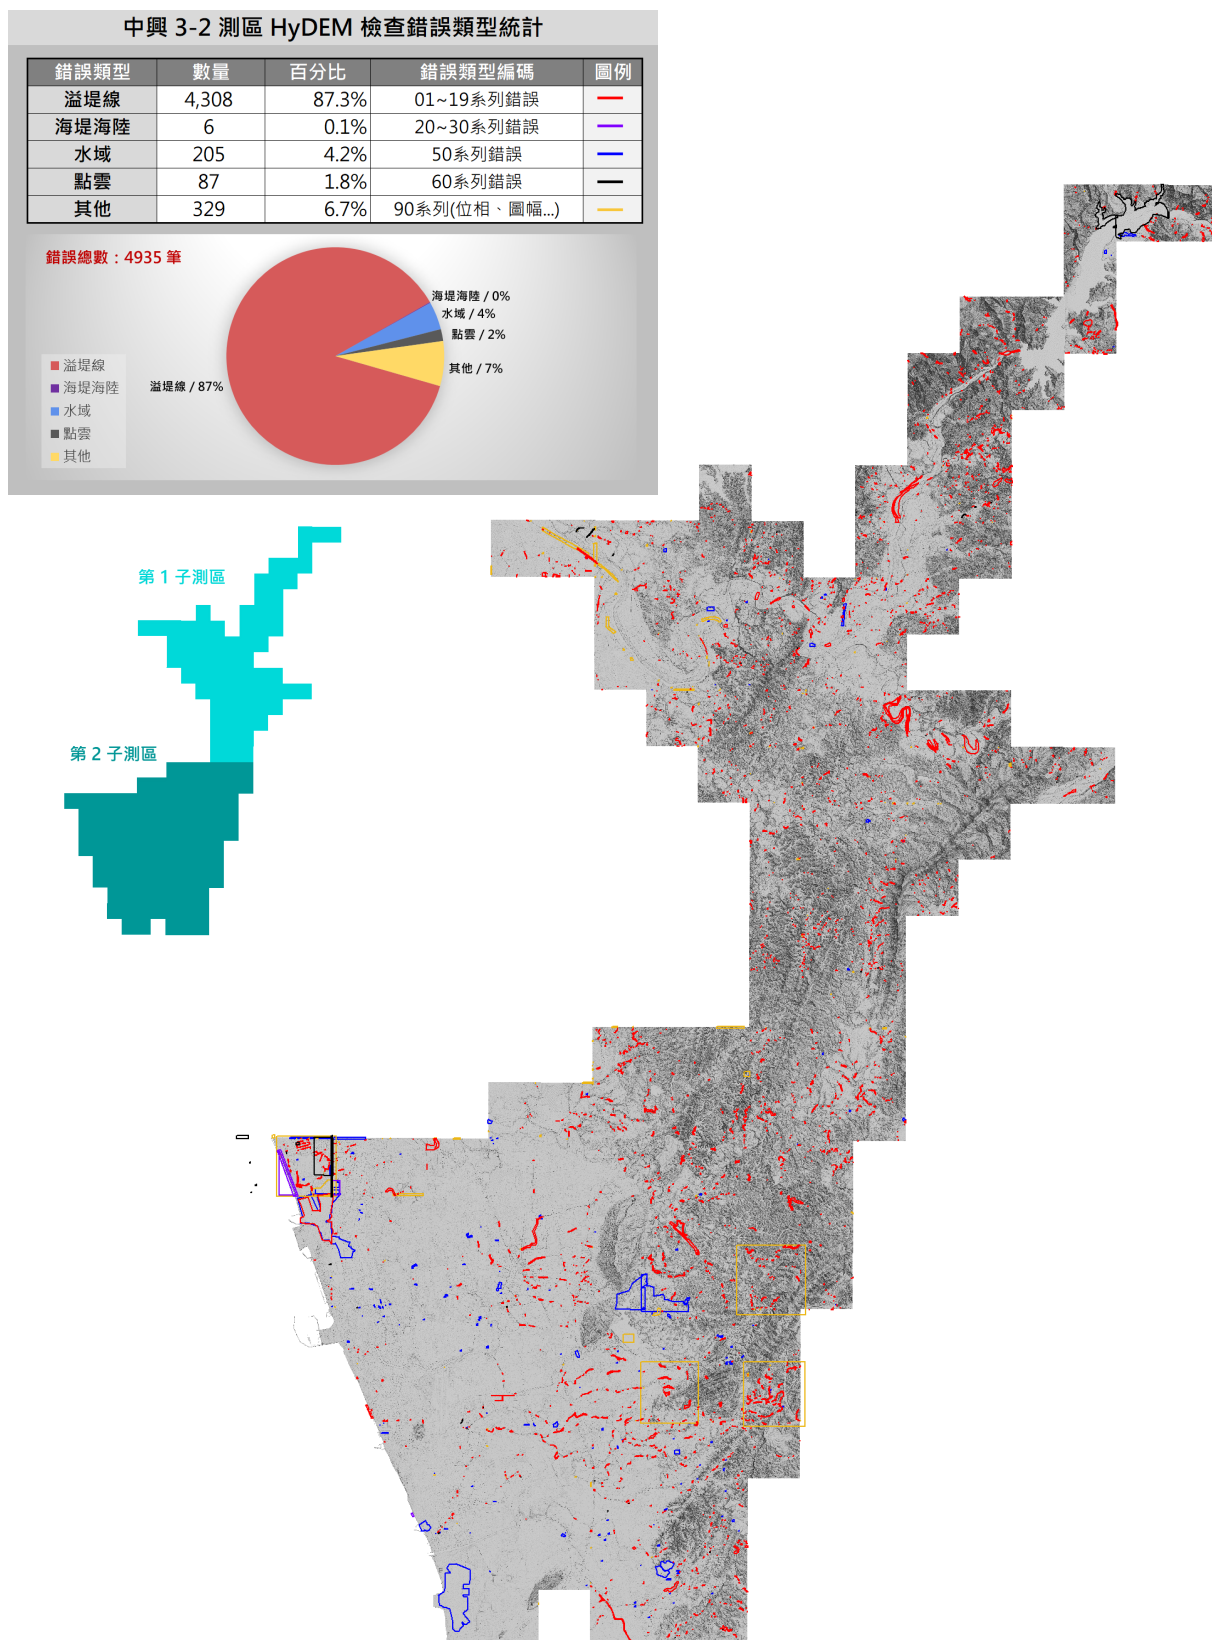 中興 3-2 測區 HyDEM 檢查錯誤類型統計
錯誤類型 數量 百分比 錯誤類型編碼 圖例
溢堤線 4,308 87.3% 01~19系列錯誤
海堤海陸 6 0.1% 20~30系列錯誤
水域 205 4.2% 50系列錯誤
點雲 87 1.8% 60系列錯誤
其他 329 6.7% 90系列(位相、圖幅...)
錯誤總數：4935 筆
海堤海陸 / 0%
水域 / 4%
點雲 / 2%
其他 / 7%
溢堤線 / 87%
溢堤線
海堤海陸
水域
點雲
其他
第 1 子測區
第 2 子測區